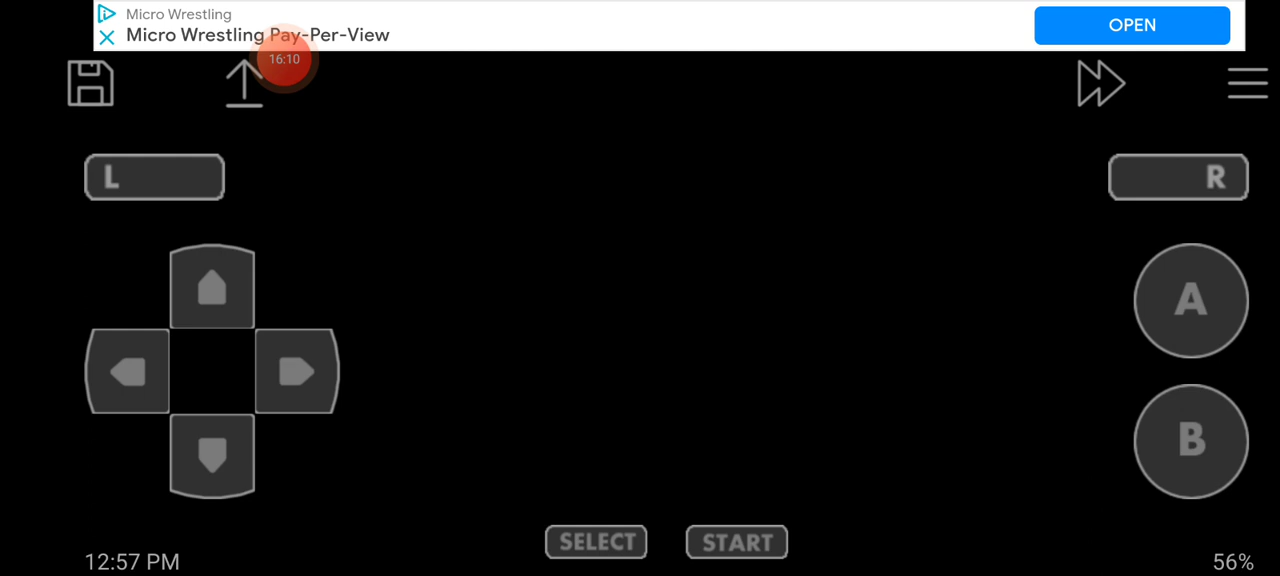 Micro Wrestling
Micro Wrestling Pay-Per-View
OPEN
16:10
L
R
A
B
SELECT
START
12:57 PM
56%